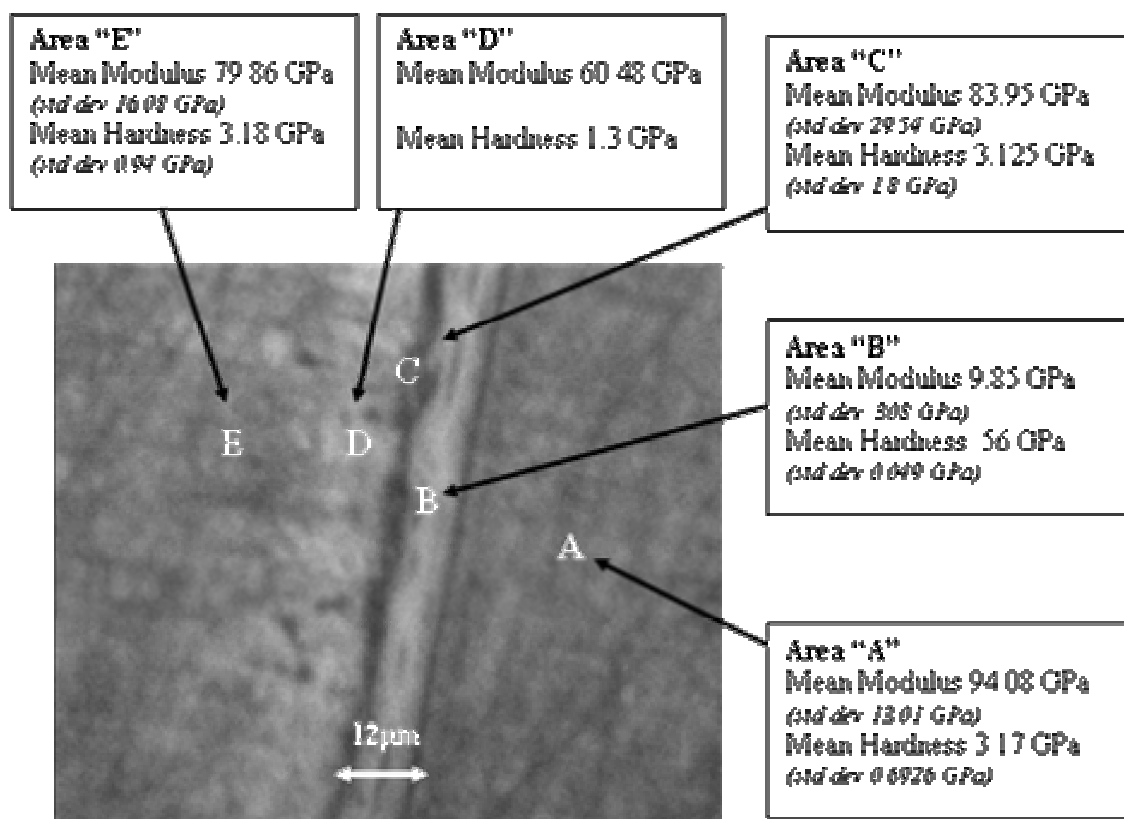 Area “E”
Mean Modulus 79 86 GPa
(std dev 16 08 GPa)
Mean Hardness 3.18 GPa
(std dev 0.94 GPa)
Area “D”
Mean Modulus 60 48 GPa
Mean Hardness 1.3 GPa
Area “C”
Mean Modulus 83.95 GPa
(std dev 29 54 GPa)
Mean Hardness 3.125 GPa
(std dev 1 8 GPa)
Area “B”
Mean Modulus 9.85 GPa
(std dev 308 GPa)
Mean Hardness 56 GPa
(std dev 0 049 GPa)
Area “A”
Mean Modulus 94 08 GPa
(std dev GPa)
Mean Hardness 3 17 GPa
(std dev 0 6926 GPa)
C
E
D
B
A
12μm